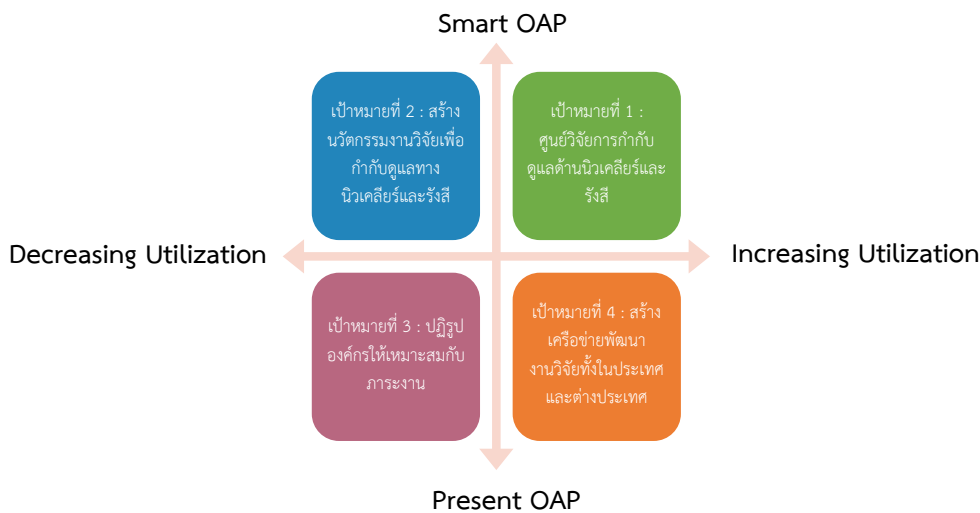 Smart OAP
เป้าหมายที่ 2 : สร้าง
นวัตกรรมงานวิจัยเพื่อ
กำกับดูแลทาง
นิวเคลียร์และรังสี
เป้าหมายที่ 1 :
ศูนย์วิจัยการกำกับ
ดูแลด้านนิวเคลียร์และ
รังสี
Decreasing Utilization
Increasing Utilization
เป้าหมายที่ 3 : ปฏิรูป
องค์กรให้เหมาะสมกับ
ภาระงาน
เป้าหมายที่ 4 : สร้าง
เครือข่ายพัฒนา
งานวิจัยทั้งในประเทศ
และต่างประเทศ
Present OAP